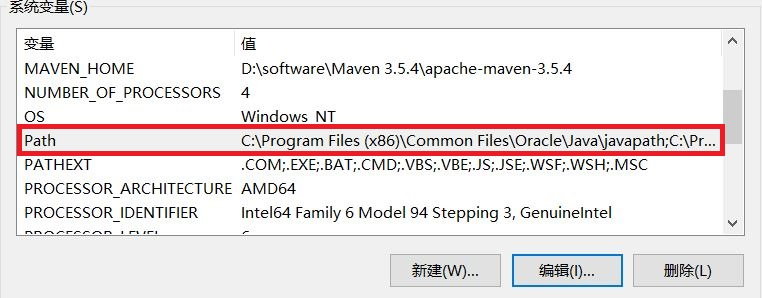 系统变量(S)
变量 值
MAVEN_HOME D:\software\Maven 3.5.4\apache-maven-3.5.4
NUMBER_OF_PROCESSORS 4
OS Windows_NT
Path C:\Program Files (x86)\Common Files\Oracle\Java\javapath;C:\Pr...
PATHEXT .COM;.EXE;.BAT;.CMD;.VBS;.VBE;.JS;.JSE;.WSF;.WSH;.MSC
PROCESSOR_ARCHITECTURE AMD64
PROCESSOR_IDENTIFIER Intel64 Family 6 Model 94 Stepping 3, GenuineIntel
PROCESSOR_LEVEL 6
新建(W)... 编辑(I)... 删除(L)